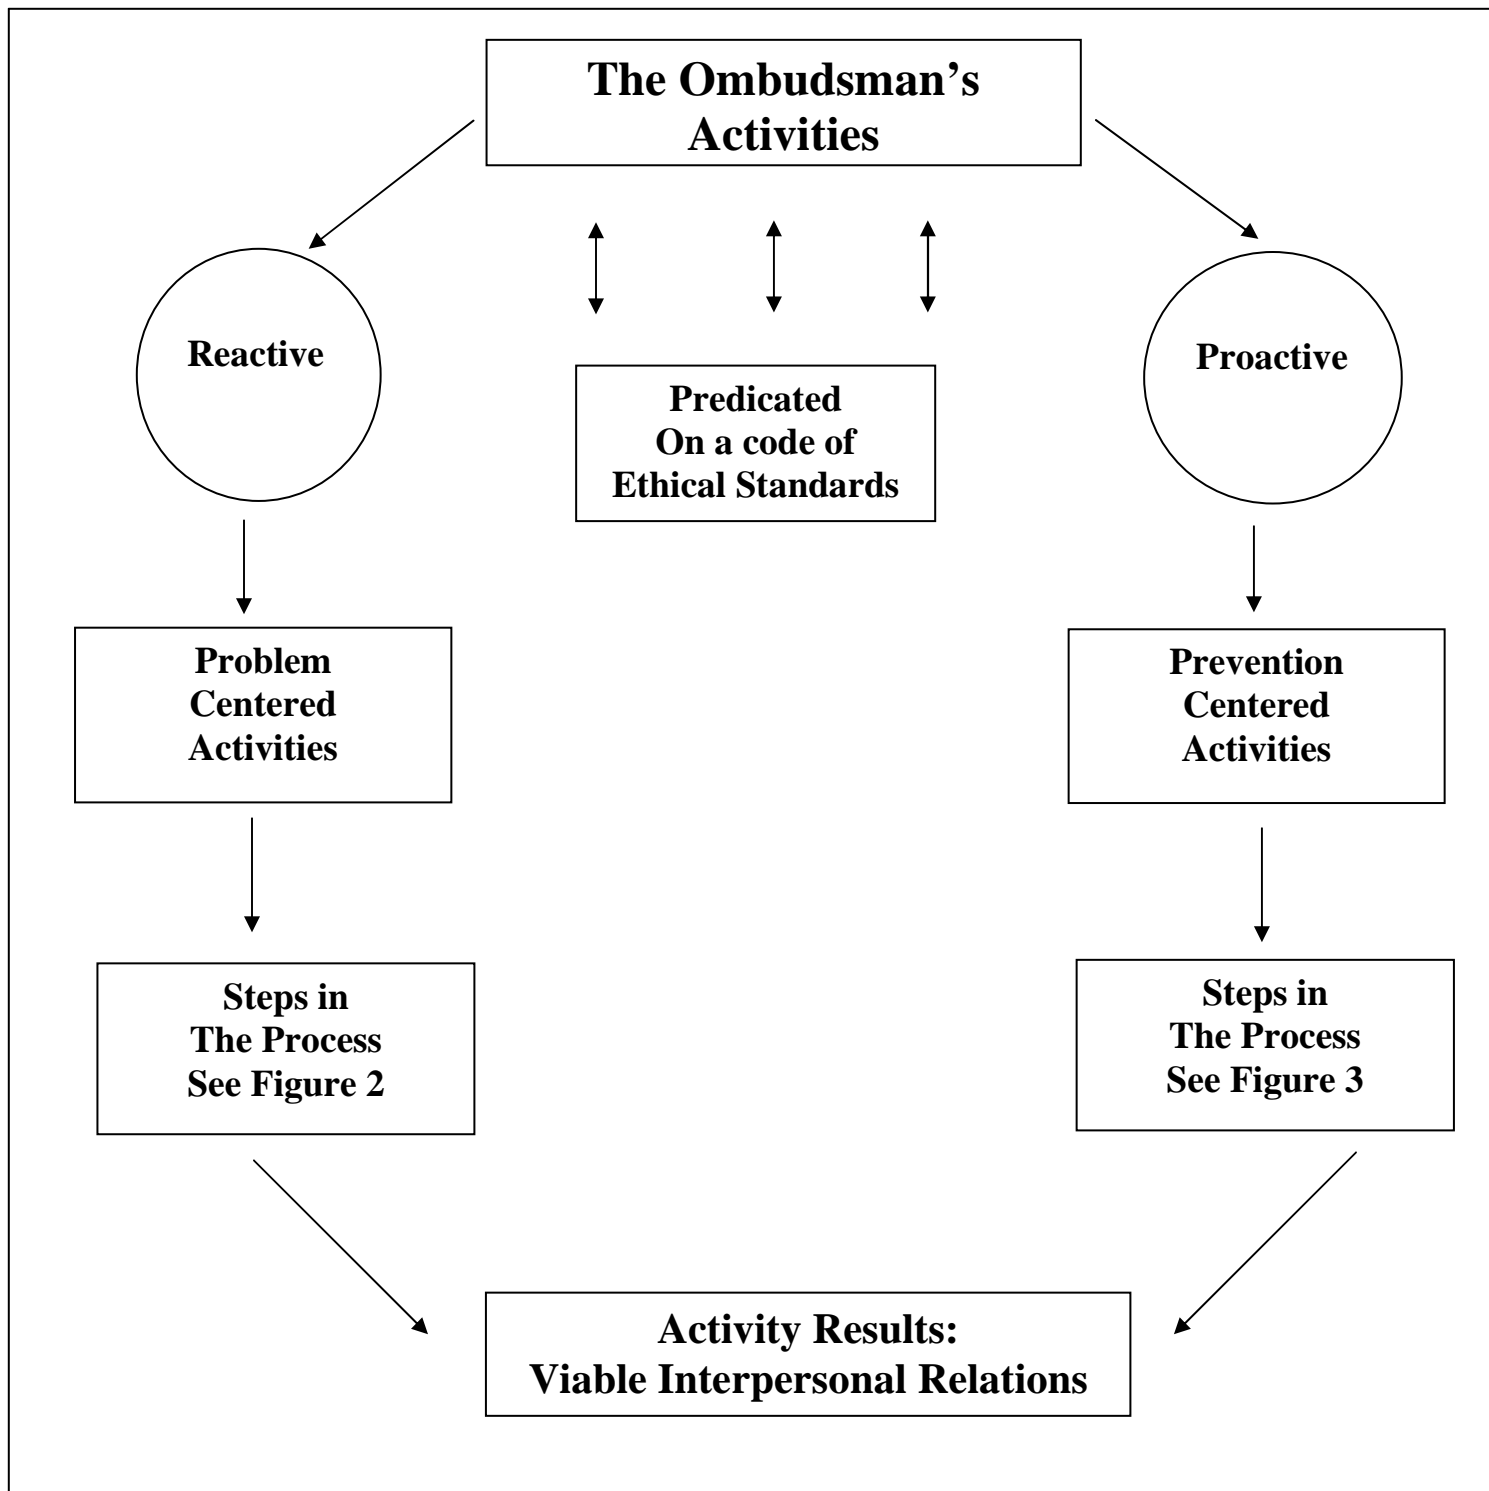 The Ombudsman’s
Activities
Reactive
Proactive
Predicated
On a code of
Ethical Standards
Problem
Centered
Activities
Prevention
Centered
Activities
Steps in
The Process
See Figure 2
Steps in
The Process
See Figure 3
Activity Results:
Viable Interpersonal Relations